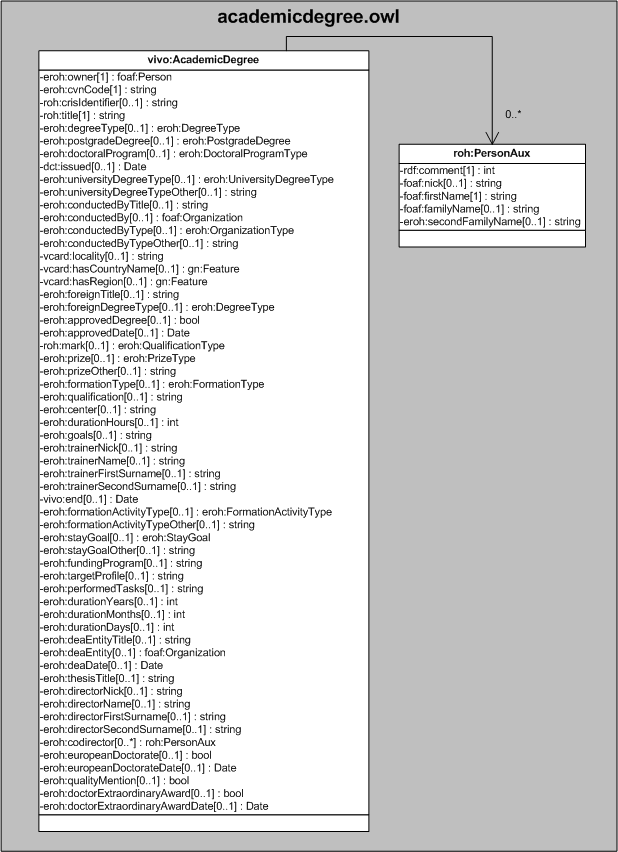 academicdegree.owl
vivo:AcademicDegree
-eroh:owner[1] : foaf:Person
-eroh:cvnCode[1] : string
-roh:crisIdentifier[0..1] : string
-roh:title[1] : string
-eroh:degreeType[0..1] : eroh:DegreeType
-eroh:postgradeDegree[0..1] : eroh:PostgradeDegree
-eroh:doctoralProgram[0..1] : eroh:DoctoralProgramType
-dct:issued[0..1] : Date
-eroh:universityDegreeType[0..1] : eroh:UniversityDegreeType
-eroh:universityDegreeTypeOther[0..1] : string
-eroh:conductedByTitle[0..1] : string
-eroh:conductedBy[0..1] : foaf:Organization
-eroh:conductedByType[0..1] : eroh:OrganizationType
-eroh:conductedByTypeOther[0..1] : string
-vcard:locality[0..1] : string
-vcard:hasCountryName[0..1] : gn:Feature
-vcard:hasRegion[0..1] : gn:Feature
-eroh:foreignTitle[0..1] : string
-eroh:foreignDegreeType[0..1] : eroh:DegreeType
-eroh:approvedDegree[0..1] : bool
-eroh:approvedDate[0..1] : Date
-roh:mark[0..1] : eroh:QualificationType
-eroh:prize[0..1] : eroh:PrizeType
-eroh:prizeOther[0..1] : string
-eroh:formationType[0..1] : eroh:FormationType
-eroh:qualification[0..1] : string
-eroh:center[0..1] : string
-eroh:durationHours[0..1] : int
-eroh:goals[0..1] : string
-eroh:trainerNick[0..1] : string
-eroh:trainerName[0..1] : string
-eroh:trainerFirstSurname[0..1] : string
-eroh:trainerSecondSurname[0..1] : string
-vivo:end[0..1] : Date
-eroh:formationActivityType[0..1] : eroh:FormationActivityType
-eroh:formationActivityTypeOther[0..1] : string
-eroh:stayGoal[0..1] : eroh:StayGoal
-eroh:stayGoalOther[0..1] : string
-eroh:fundingProgram[0..1] : string
-eroh:targetProfile[0..1] : string
-eroh:performedTasks[0..1] : string
-eroh:durationYears[0..1] : int
-eroh:durationMonths[0..1] : int
-eroh:durationDays[0..1] : int
-eroh:deaEntityTitle[0..1] : string
-eroh:deaEntity[0..1] : foaf:Organization
-eroh:deaDate[0..1] : Date
-eroh:thesisTitle[0..1] : string
-eroh:directorNick[0..1] : string
-eroh:directorName[0..1] : string
-eroh:directorFirstSurname[0..1] : string
-eroh:directorSecondSurname[0..1] : string
-eroh:codirector[0..*] : roh:PersonAux
-eroh:europeanDoctorate[0..1] : bool
-eroh:europeanDoctorateDate[0..1] : Date
-eroh:qualityMention[0..1] : bool
-eroh:doctorExtraordinaryAward[0..1] : bool
-eroh:doctorExtraordinaryAwardDate[0..1] : Date
0..*
roh:PersonAux
-rdf:comment[1] : int
-foaf:nick[0..1] : string
-foaf:firstName[1] : string
-foaf:familyName[0..1] : string
-eroh:secondFamilyName[0..1] : string